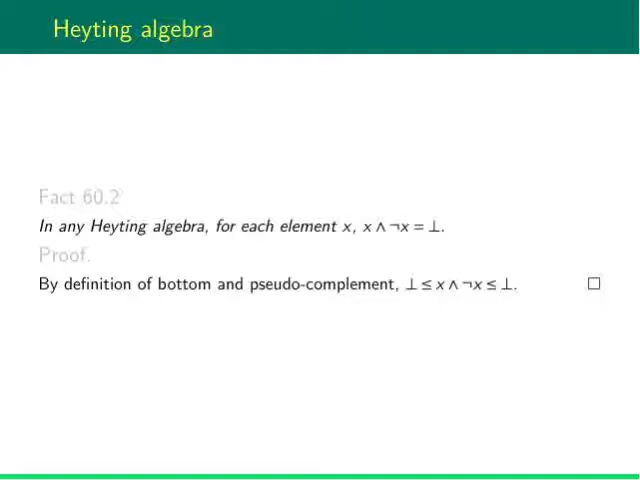 Heyting algebra
Fact 60.2
In any Heyting algebra, for each element x, x ∧ ¬x = ⊥.
Proof.
By definition of bottom and pseudo-complement, ⊥ ≤ x ∧ ¬x ≤ ⊥. □